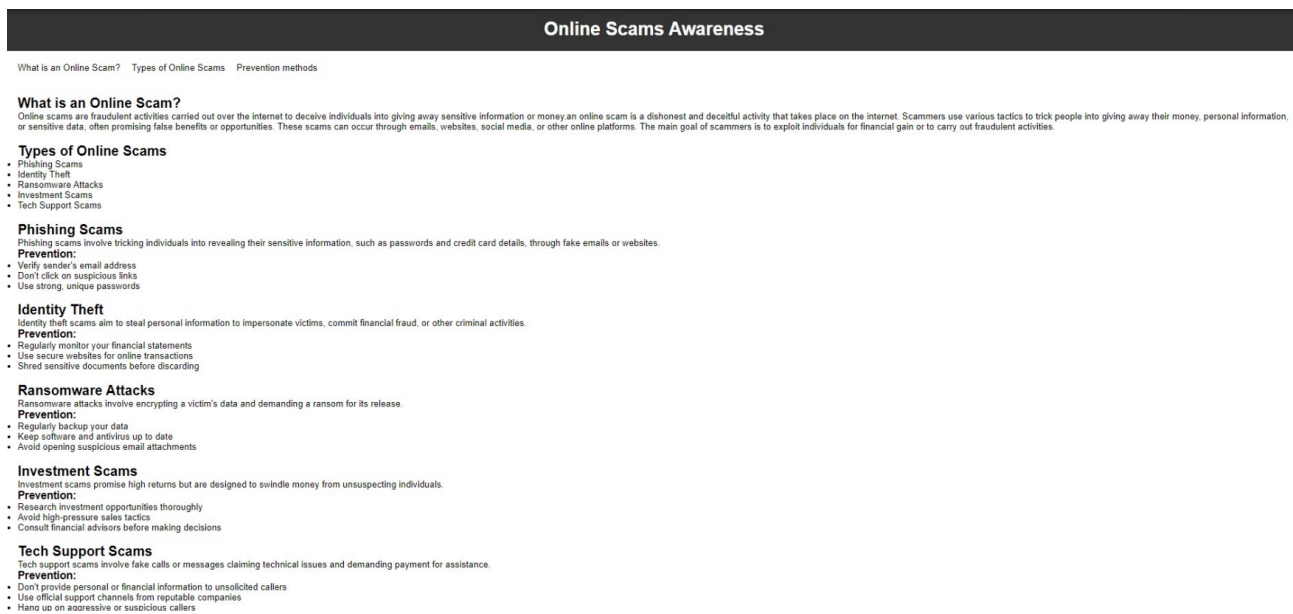 Online Scams Awareness
What is an Online Scam? Types of Online Scams Prevention methods
What is an Online Scam?
Online scams are fraudulent activities carried out over the internet to deceive individuals into giving away sensitive information or money.an online scam is a dishonest and deceitful activity that takes place on the internet. Scammers use various tactics to trick people into giving away their money, personal information,
or sensitive data, often promising false benefits or opportunities. These scams can occur through emails, websites, social media, or other online platforms. The main goal of scammers is to exploit individuals for financial gain or to carry out fraudulent activities.
Types of Online Scams
• Phishing Scams
• Identity Theft
• Ransomware Attacks
• Investment Scams
• Tech Support Scams
Phishing Scams
Phishing scams involve tricking individuals into revealing their sensitive information, such as passwords and credit card details, through fake emails or websites.
Prevention:
• Verify sender's email address
• Don't click on suspicious links
• Use strong, unique passwords
Identity Theft
Identity theft scams aim to steal personal information to impersonate victims, commit financial fraud, or other criminal activities.
Prevention:
• Regularly monitor your financial statements
• Use secure websites for online transactions
• Shred sensitive documents before discarding
Ransomware Attacks
Ransomware attacks involve encrypting a victim's data and demanding a ransom for its release.
Prevention:
• Regularly backup your data
• Keep software and antivirus up to date
• Avoid opening suspicious email attachments
Investment Scams
Investment scams promise high returns but are designed to swindle money from unsuspecting individuals.
Prevention:
• Research investment opportunities thoroughly
• Avoid high-pressure sales tactics
• Consult financial advisors before making decisions
Tech Support Scams
Tech support scams involve fake calls or messages claiming technical issues and demanding payment for assistance.
Prevention:
• Don't provide personal or financial information to unsolicited callers
• Use official support channels from reputable companies
• Hang up on aggressive or suspicious callers